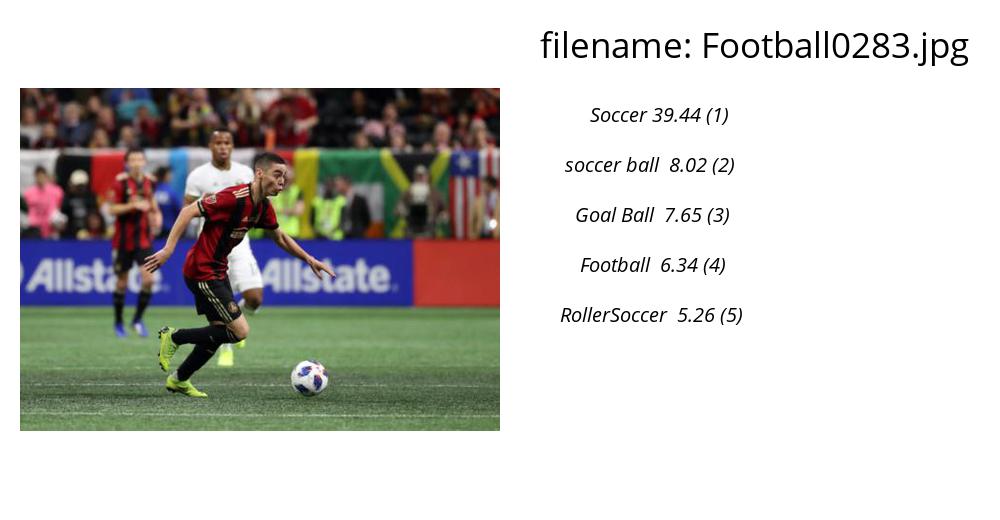 filename: Football0283.jpg
Soccer 39.44 (1)
soccer ball 8.02 (2)
Goal Ball 7.65 (3)
Football 6.34 (4)
RollerSoccer 5.26 (5)
Allstate
Allstate